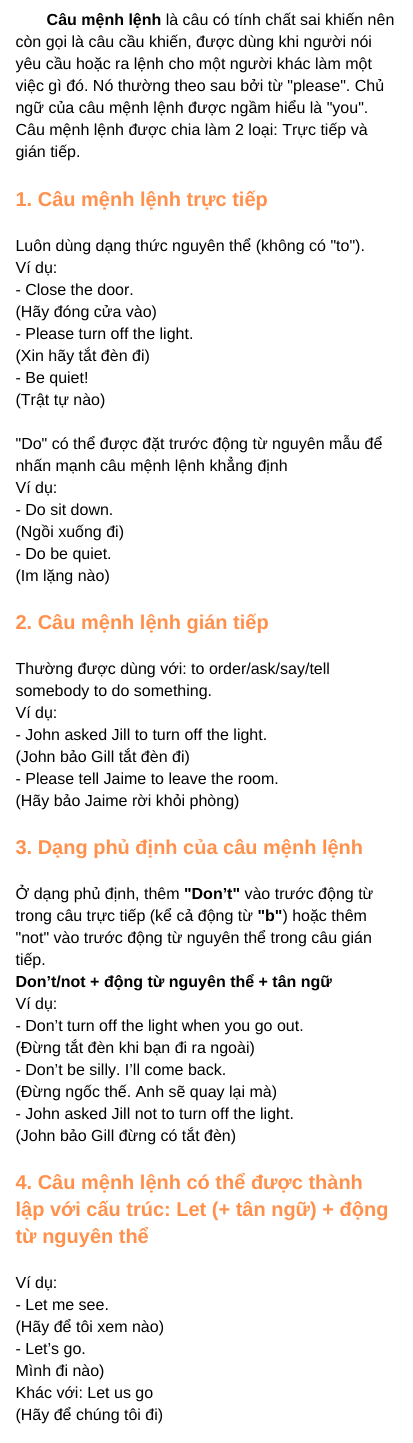 Câu mệnh lệnh là câu có tính chất sai khiến nên
còn gọi là câu cầu khiến, được dùng khi người nói
yêu cầu hoặc ra lệnh cho một người khác làm một
việc gì đó. Nó thường theo sau bởi từ "please". Chủ
ngữ của câu mệnh lệnh được ngầm hiểu là "you".
Câu mệnh lệnh được chia làm 2 loại: Trực tiếp và
gián tiếp.
1. Câu mệnh lệnh trực tiếp
Luôn dùng dạng thức nguyên thể (không có "to").
Ví dụ:
- Close the door.
(Hãy đóng cửa vào)
- Please turn off the light.
(Xin hãy tắt đèn đi)
- Be quiet!
(Trật tự nào)
"Do" có thể được đặt trước động từ nguyên mẫu để
nhấn mạnh câu mệnh lệnh khẳng định
Ví dụ:
- Do sit down.
(Ngồi xuống đi)
- Do be quiet.
(Im lặng nào)
2. Câu mệnh lệnh gián tiếp
Thường được dùng với: to order/ask/say/tell
somebody to do something.
Ví dụ:
- John asked Jill to turn off the light.
(John bảo Gill tắt đèn đi)
- Please tell Jaime to leave the room.
(Hãy bảo Jaime rời khỏi phòng)
3. Dạng phủ định của câu mệnh lệnh
Ở dạng phủ định, thêm "Don’t" vào trước động từ
trong câu trực tiếp (kể cả động từ "b") hoặc thêm
"not" vào trước động từ nguyên thể trong câu gián
tiếp.
Don’t/not + động từ nguyên thể + tân ngữ
Ví dụ:
- Don’t turn off the light when you go out.
(Đừng tắt đèn khi bạn đi ra ngoài)
- Don’t be silly. I’ll come back.
(Đừng ngốc thế. Anh sẽ quay lại mà)
- John asked Jill not to turn off the light.
(John bảo Gill đừng có tắt đèn)
4. Câu mệnh lệnh có thể được thành
lập với cấu trúc: Let (+ tân ngữ) + động
từ nguyên thể
Ví dụ:
- Let me see.
(Hãy để tôi xem nào)
- Let’s go.
Mình đi nào)
Khác với: Let us go
(Hãy để chúng tôi đi)